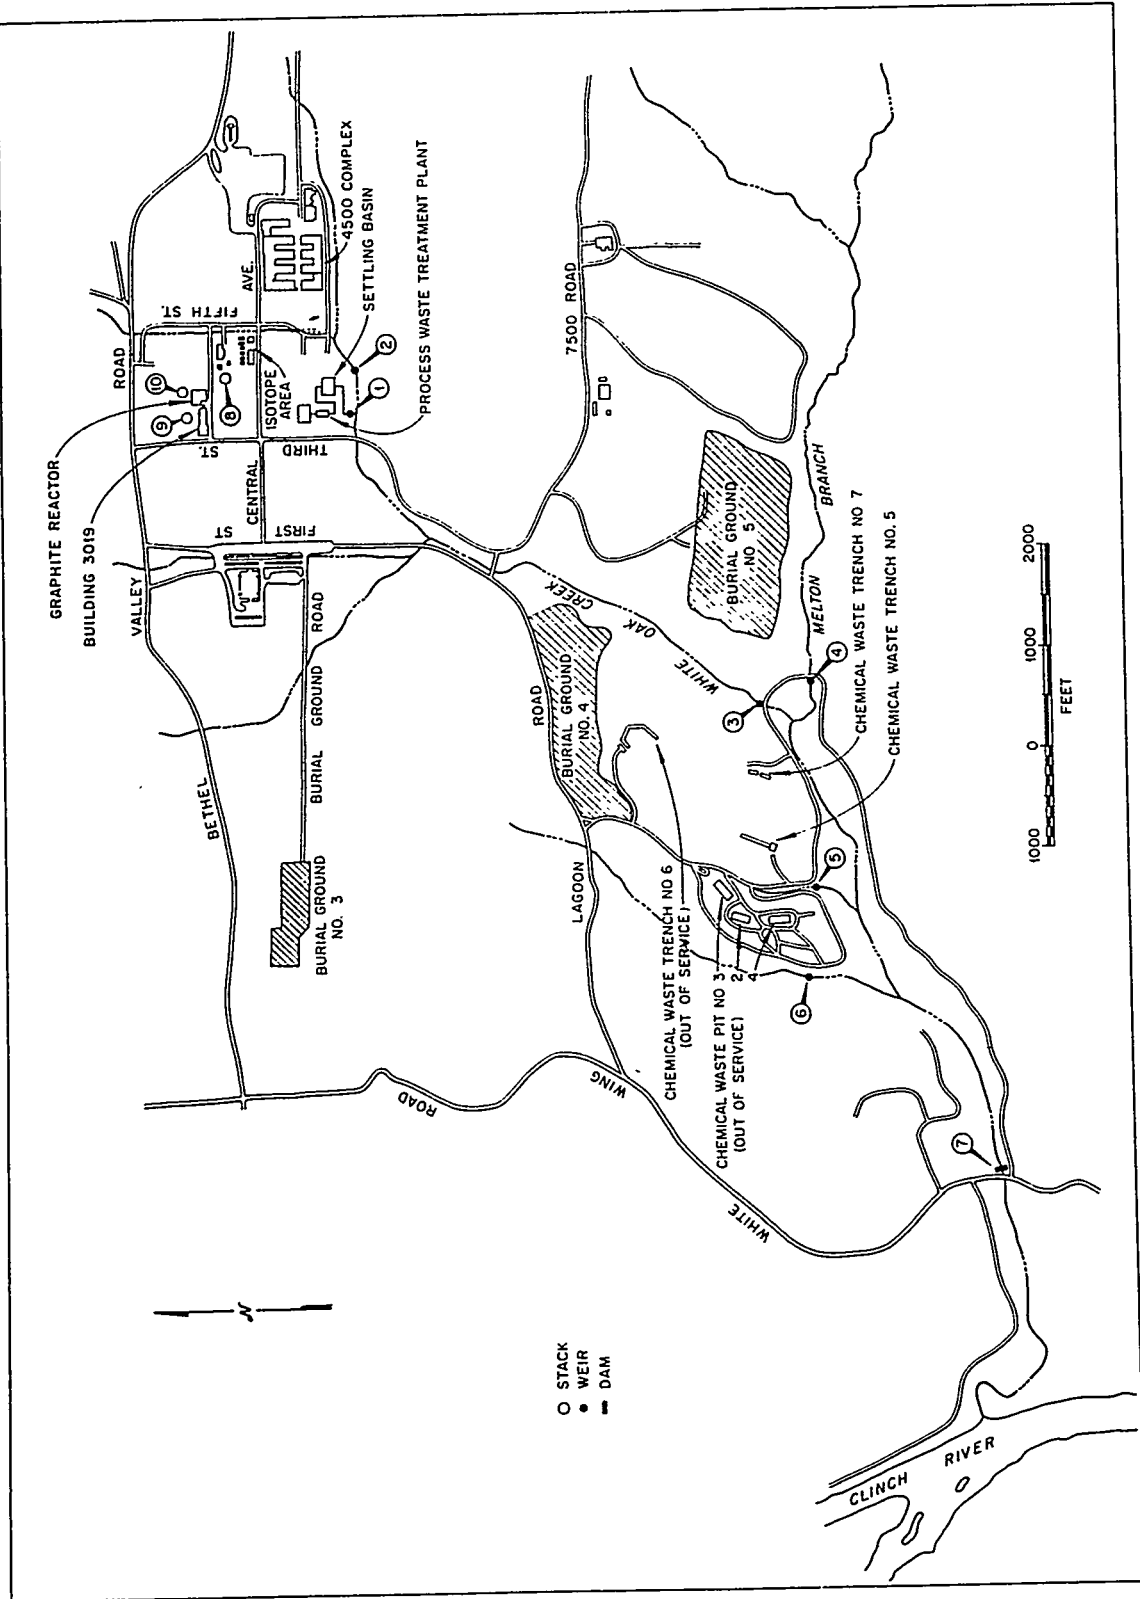 GRAPHITE REACTOR
BUILDING 3019
VALLEY
ROAD
BETHEL
FIRST
ST
CENTRAL
AVE.
THIRD
ST.
FIFTH ST.
10
9
8
ISOTOPE
AREA
1
2
4500 COMPLEX
SETTLING BASIN
PROCESS WASTE TREATMENT PLANT
BURIAL GROUND ROAD
BURIAL GROUND
NO. 3
7500 ROAD
LAGOON
ROAD
BURIAL GROUND
NO. 4
WHITE OAK CREEK
BURIAL GROUND
NO 5
MELTON BRANCH
3
4
CHEMICAL WASTE TRENCH NO 7
CHEMICAL WASTE TRENCH NO. 5
CHEMICAL WASTE TRENCH NO 6
(OUT OF SERVICE)
CHEMICAL WASTE PIT NO 3
2
4
(OUT OF SERVICE)
5
6
7
WHITE WING ROAD
CLINCH RIVER
N
STACK
WEIR
DAM
1000 0 1000 2000
FEET